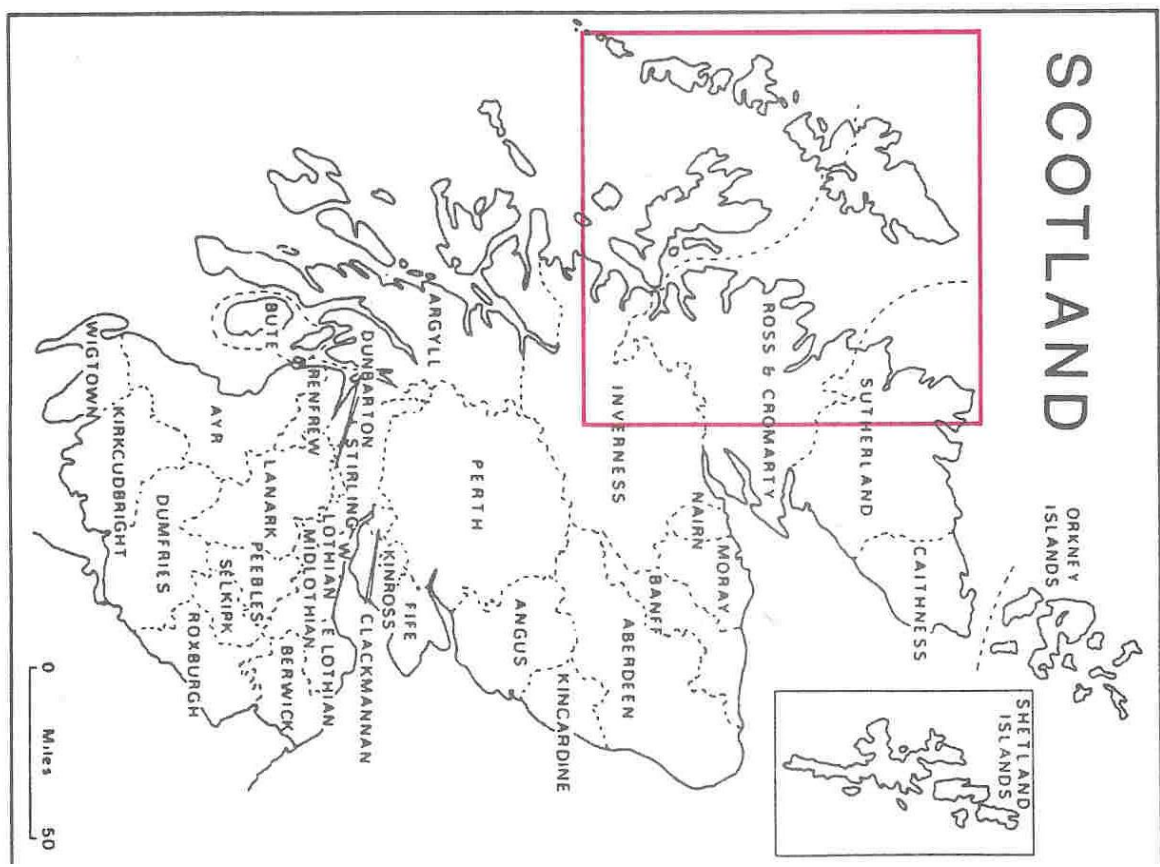 SCOTLAND
ORKNEY
ISLANDS
SHETLAND
ISLANDS
CAITHNESS
SUTHERLAND
ROSS & CROMARTY
INVERNESS
NAIRN
MORAY
BANFF
ABERDEEN
KINCARDINE
ANGUS
PERTH
ARGYLL
FIFE
KINROSS
CLACKMANNAN
STIRLING
DUNBARTON
W
LOTHIAN
E LOTHIAN
MIDLOTHIAN
RENFREW
BUTE
LANARK
PEEBLES
SELKIRK
BERWICK
ROXBURGH
AYR
DUMFRIES
KIRKCUDBRIGHT
WIGTOWN
0 Miles 50